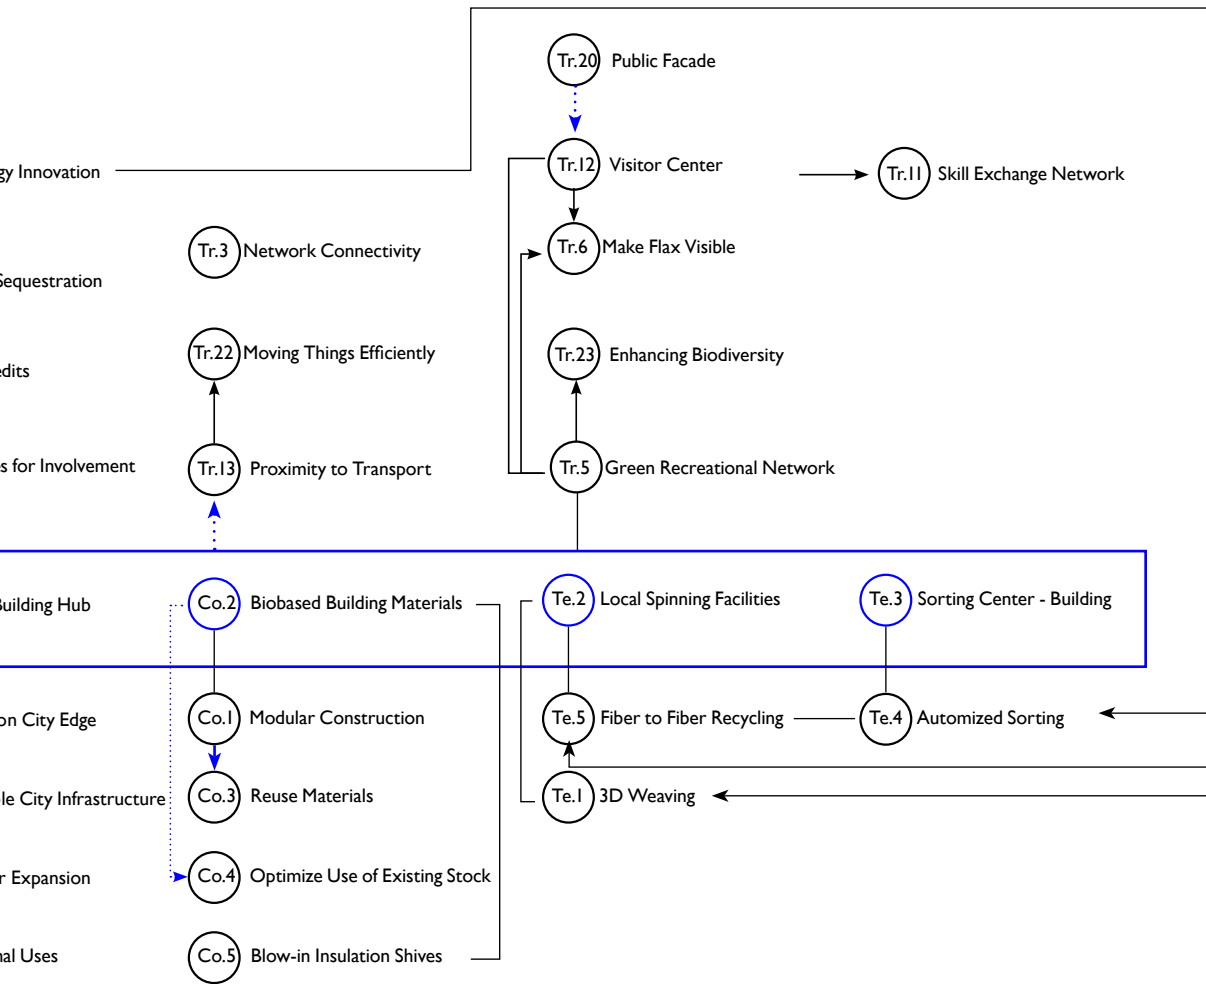 Tr.20 Public Facade
Tr.12 Visitor Center
gy Innovation
Tr.11 Skill Exchange Network
Tr.3 Network Connectivity
Tr.6 Make Flax Visible
Sequestration
Tr.22 Moving Things Efficiently
Tr.23 Enhancing Biodiversity
edits
s for Involvement
Tr.13 Proximity to Transport
Tr.5 Green Recreational Network
Building Hub
Co.2 Biobased Building Materials
Te.2 Local Spinning Facilities
Te.3 Sorting Center - Building
on City Edge
Co.1 Modular Construction
Te.5 Fiber to Fiber Recycling
Te.4 Automized Sorting
le City Infrastructure
Co.3 Reuse Materials
Te.1 3D Weaving
r Expansion
Co.4 Optimize Use of Existing Stock
nal Uses
Co.5 Blow-in Insulation Shives